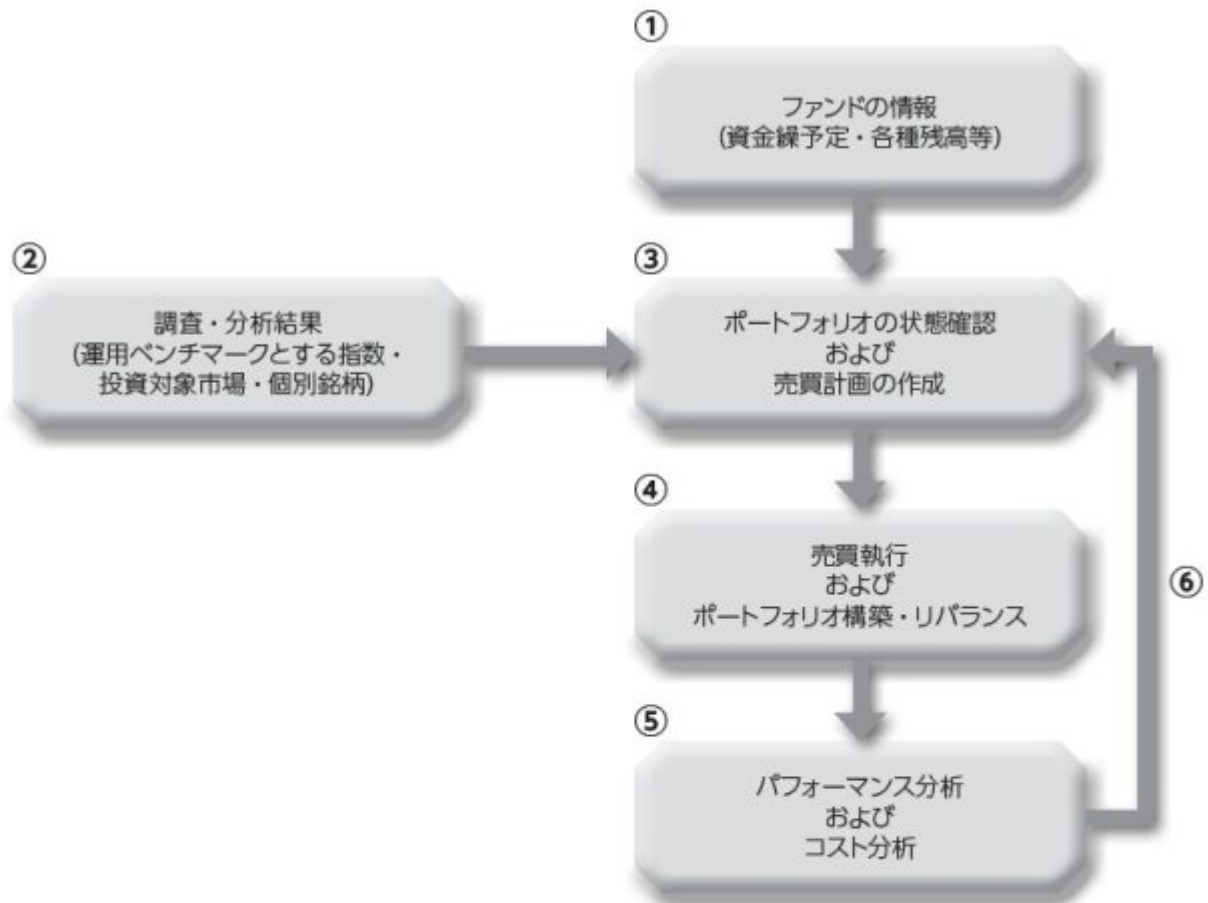 ①
ファンドの情報
(資金繰予定・各種残高等)
②
調査・分析結果
(運用ベンチマークとする指数・
投資対象市場・個別銘柄)
③
ポートフォリオの状態確認
および
売買計画の作成
④
売買執行
および
ポートフォリオ構築・リバランス
⑤
パフォーマンス分析
および
コスト分析
⑥